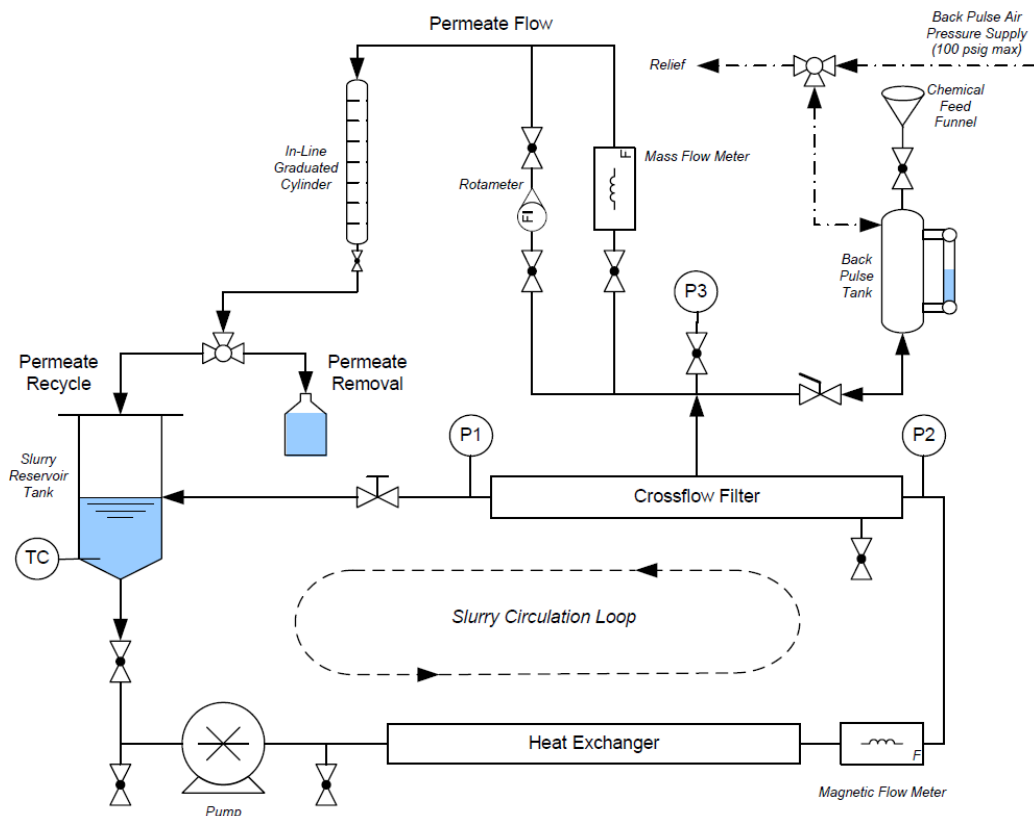 Permeate Flow
Back Pulse Air
Pressure Supply
(100 psig max)
Relief
Chemical
Feed
Funnel
In-Line
Graduated
Cylinder
Rotameter
FI
F
Mass Flow Meter
Back
Pulse
Tank
P3
Permeate
Recycle
Permeate
Removal
Slurry
Reservoir
Tank
P1
P2
Crossflow Filter
TC
Slurry Circulation Loop
Heat Exchanger
F
Pump
Magnetic Flow Meter